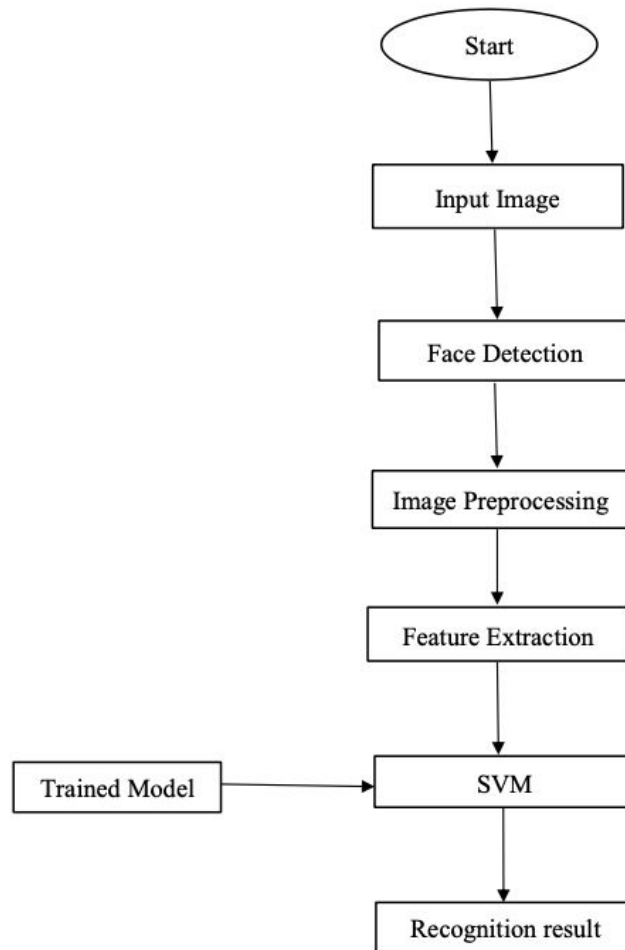 Start
Input Image
Face Detection
Image Preprocessing
Feature Extraction
Trained Model
SVM
Recognition result